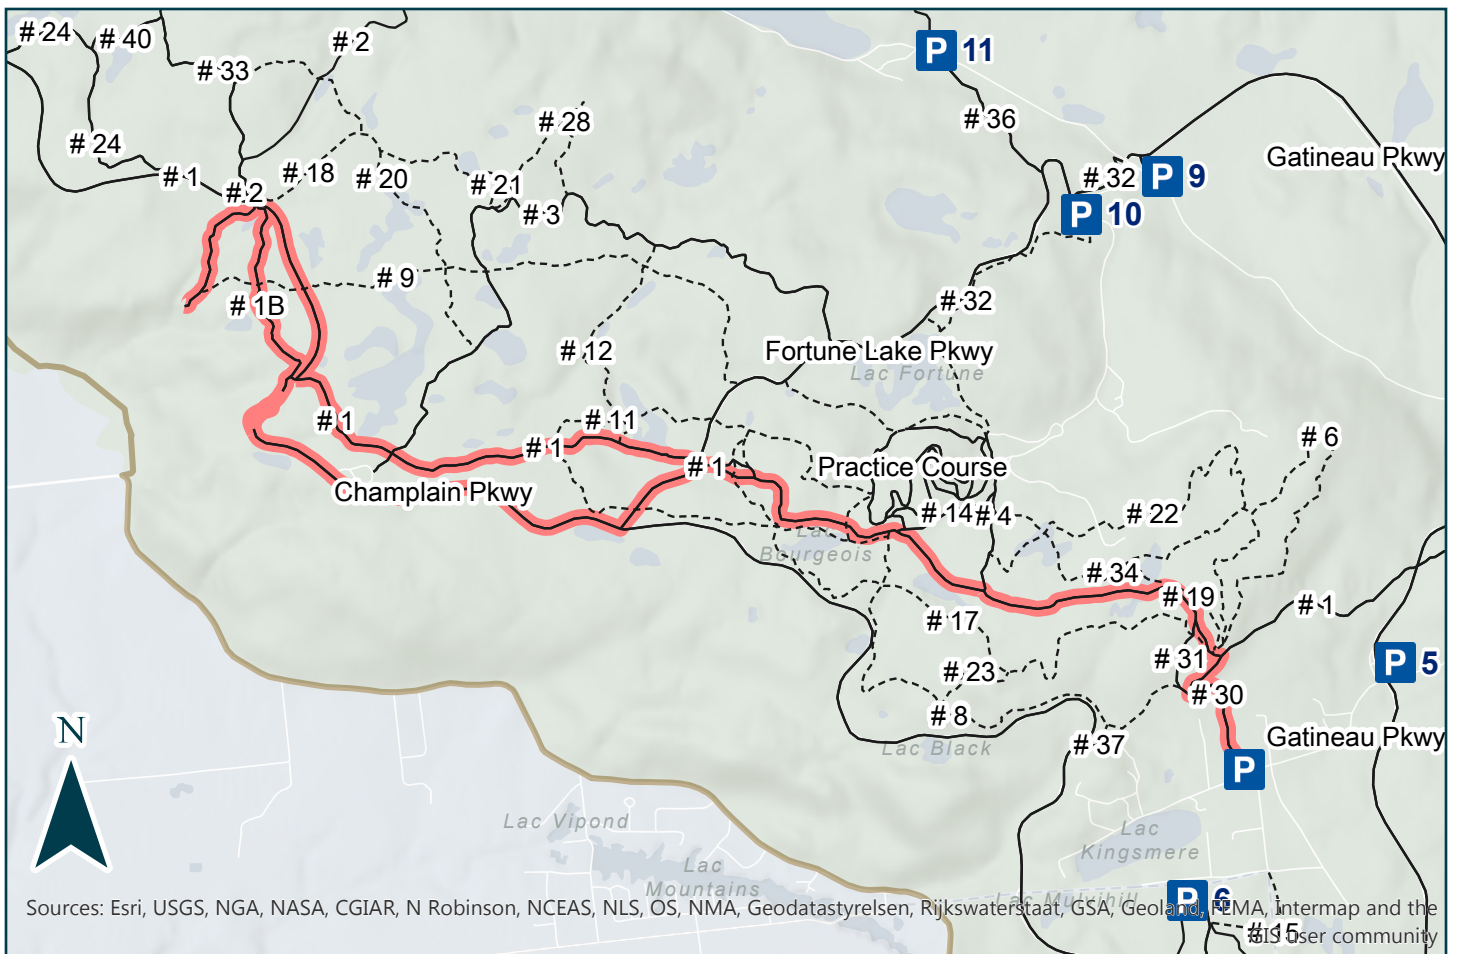 # 24
# 40
# 2
# 33
P 11
# 28
# 36
# 24
Gatineau Pkwy
# 1
# 2
# 18
# 20
# 21
# 32
P 9
# 3
P 10
# 9
# 1B
# 32
# 12
Fortune Lake Pkwy
Lac Fortune
# 1
# 11
# 1
# 1
Practice Course
# 6
Champlain Pkwy
# 14
# 4
# 22
Lac
Bourgeois
# 34
# 19
# 1
# 17
# 31
P 5
# 23
# 30
# 8
Lac Black
# 37
Gatineau Pkwy
N
P
Lac Vipond
Lac
Kingsmere
Lac
Mountains
Lac Mulvihill
P 6
Sources: Esri, USGS, NGA, NASA, CGIAR, N Robinson, NCEAS, NLS, OS, NMA, Geodatastyrelsen, Rijkswaterstaat, GSA, Geoland, FEMA, Intermap and the
GIS user community
# 15